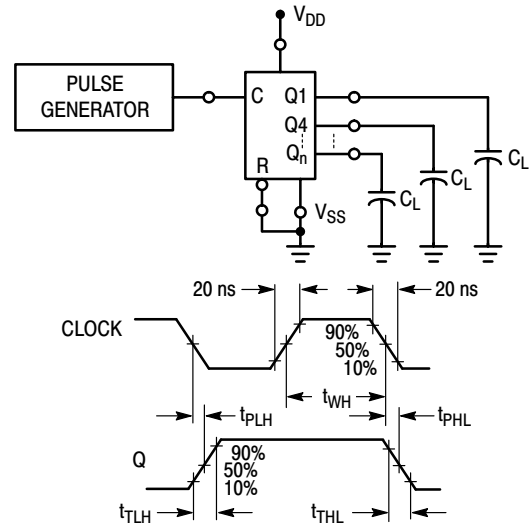 V_DD
PULSE
GENERATOR
C
Q1
Q4
Q_n
R
V_SS
C_L
C_L
C_L
20 ns
20 ns
CLOCK
90%
50%
10%
t_WH
t_PLH
t_PHL
Q
90%
50%
10%
t_TLH
t_THL